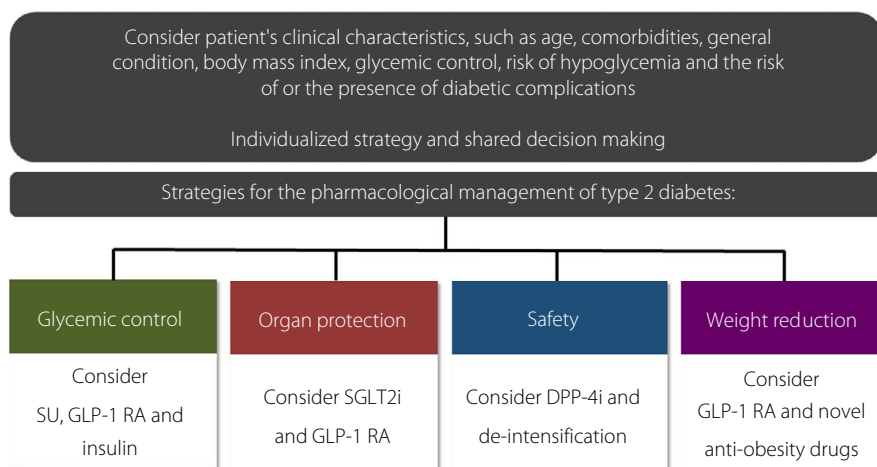 Consider patient's clinical characteristics, such as age, comorbidities, general
condition, body mass index, glycemic control, risk of hypoglycemia and the risk
of or the presence of diabetic complications
Individualized strategy and shared decision making
Strategies for the pharmacological management of type 2 diabetes:
Glycemic control
Consider
SU, GLP-1 RA and
insulin
Organ protection
Consider SGLT2i
and GLP-1 RA
Safety
Consider DPP-4i and
de-intensification
Weight reduction
Consider
GLP-1 RA and novel
anti-obesity drugs